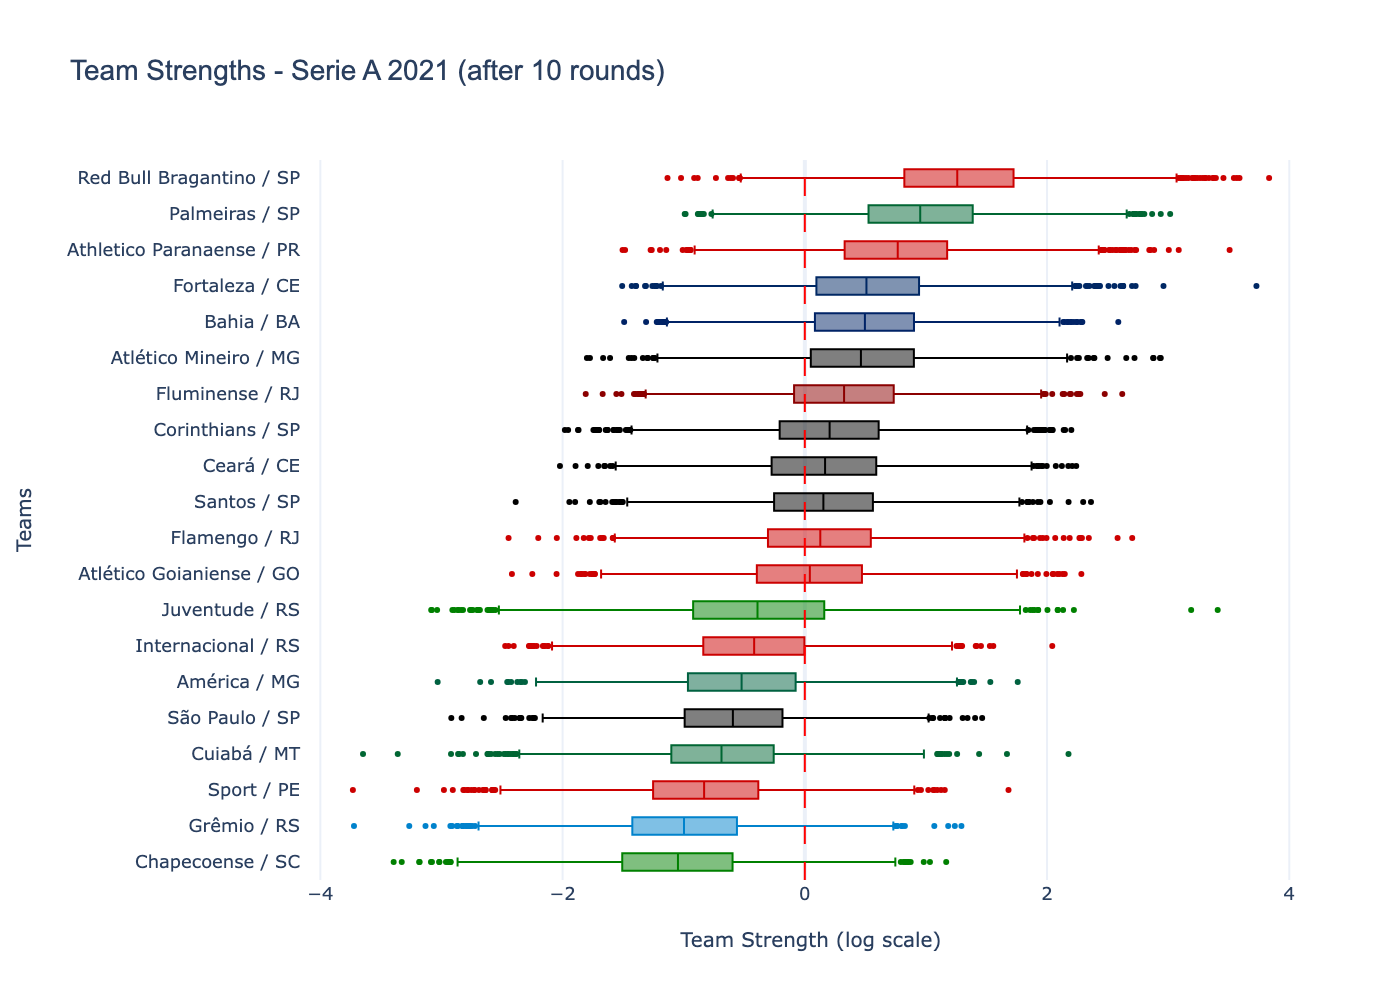 Team Strengths - Serie A 2021 (after 10 rounds)
Teams
Red Bull Bragantino / SP
Palmeiras / SP
Athletico Paranaense / PR
Fortaleza / CE
Bahia / BA
Atlético Mineiro / MG
Fluminense / RJ
Corinthians / SP
Ceará / CE
Santos / SP
Flamengo / RJ
Atlético Goianiense / GO
Juventude / RS
Internacional / RS
América / MG
São Paulo / SP
Cuiabá / MT
Sport / PE
Grêmio / RS
Chapecoense / SC
−4 −2 0 2 4
Team Strength (log scale)